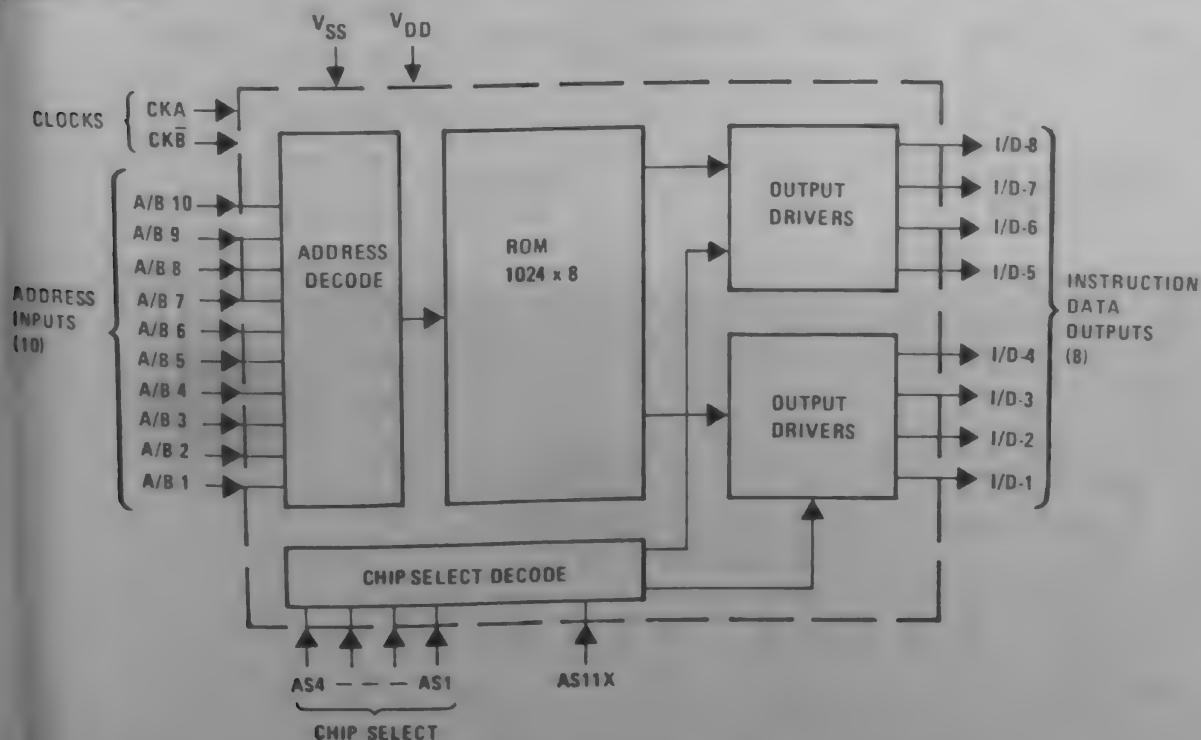 VSS VDD
CLOCKS
CKA
CKB̅
ADDRESS
INPUTS
(10)
A/B 10
A/B 9
A/B 8
A/B 7
A/B 6
A/B 5
A/B 4
A/B 3
A/B 2
A/B 1
ADDRESS
DECODE
ROM
1024 x 8
OUTPUT
DRIVERS
OUTPUT
DRIVERS
I/D-8
I/D-7
I/D-6
I/D-5
I/D-4
I/D-3
I/D-2
I/D-1
INSTRUCTION
DATA
OUTPUTS
(8)
CHIP SELECT DECODE
AS4 — — — AS1
AS11X
CHIP SELECT